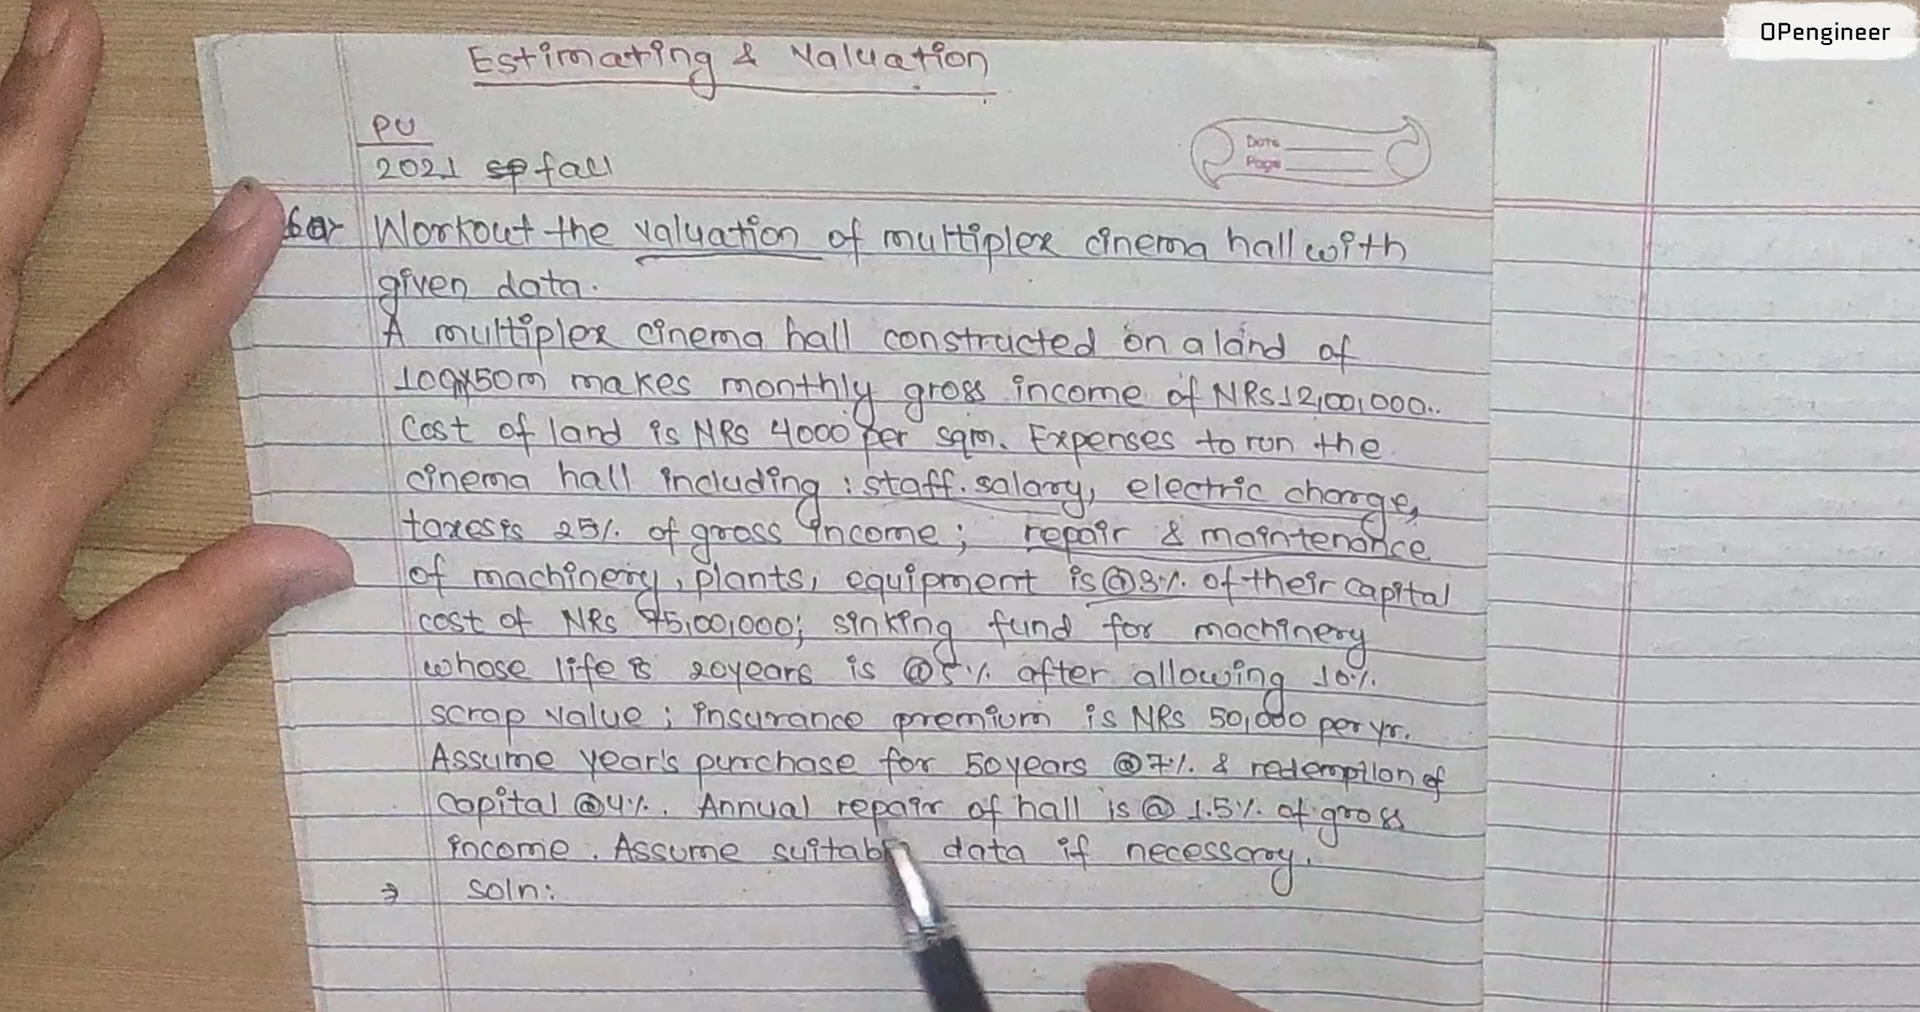 OPengineer
Estimating & Valuation
PU
2021 sp fall
Date
Page
6a> Workout the valuation of multiplex cinema hall with
given data.
A multiplex cinema hall constructed on a land of
100x50m makes monthly gross income of NRs12,00,000..
Cost of land is NRs 4000 per sqm. Expenses to run the
cinema hall including : staff salary, electric charge,
taxes is 25% of gross income; repair & maintenance
of machinery, plants, equipment is @3% of their capital
cost of NRs 75,00,000; sinking fund for machinery
whose life is 20years is @5% after allowing 10%
scrap value; insurance premium is NRs 50,000 per yr.
Assume year's purchase for 50years @7% & redemption of
capital @4%. Annual repair of hall is @ 1.5% of gross
income. Assume suitable data if necessary.
⇒ soln: